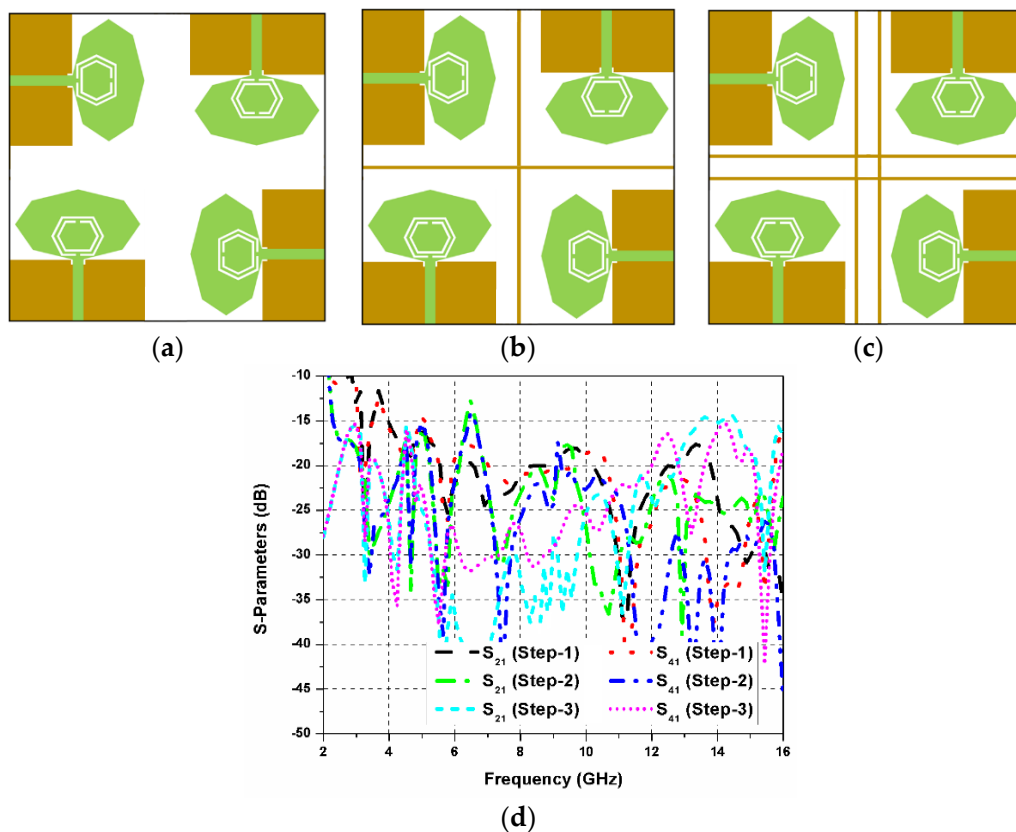 (a) (b) (c)
-10
-15
-20
-25
-30
-35
-40
-45
-50
S-Parameters (dB)
S21 (Step-1) S41 (Step-1)
S21 (Step-2) S41 (Step-2)
S21 (Step-3) S41 (Step-3)
2 4 6 8 10 12 14 16
Frequency (GHz)
(d)